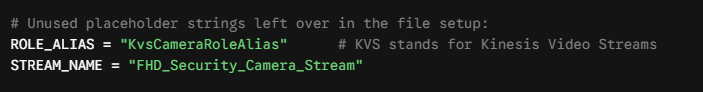 # Unused placeholder strings left over in the file setup:
ROLE_ALIAS = "KvsCameraRoleAlias"      # KVS stands for Kinesis Video Streams
STREAM_NAME = "FHD_Security_Camera_Stream"